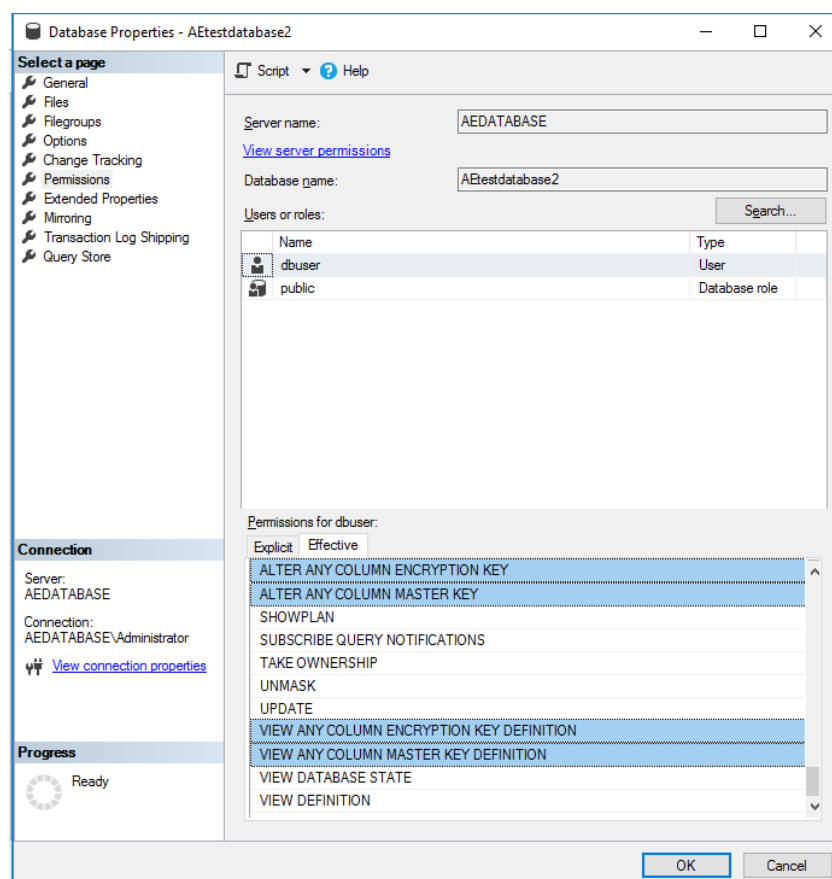 Database Properties - AEtestdatabase2
Select a page
General
Files
Filegroups
Options
Change Tracking
Permissions
Extended Properties
Mirroring
Transaction Log Shipping
Query Store
Script
Help
Server name:
AEDATABASE
View server permissions
Database name:
AEtestdatabase2
Users or roles:
Search...
Name Type
dbuser User
public Database role
Permissions for dbuser:
Explicit Effective
ALTER ANY COLUMN ENCRYPTION KEY
ALTER ANY COLUMN MASTER KEY
SHOWPLAN
SUBSCRIBE QUERY NOTIFICATIONS
TAKE OWNERSHIP
UNMASK
UPDATE
VIEW ANY COLUMN ENCRYPTION KEY DEFINITION
VIEW ANY COLUMN MASTER KEY DEFINITION
VIEW DATABASE STATE
VIEW DEFINITION
Connection
Server:
AEDATABASE
Connection:
AEDATABASE\Administrator
View connection properties
Progress
Ready
OK Cancel